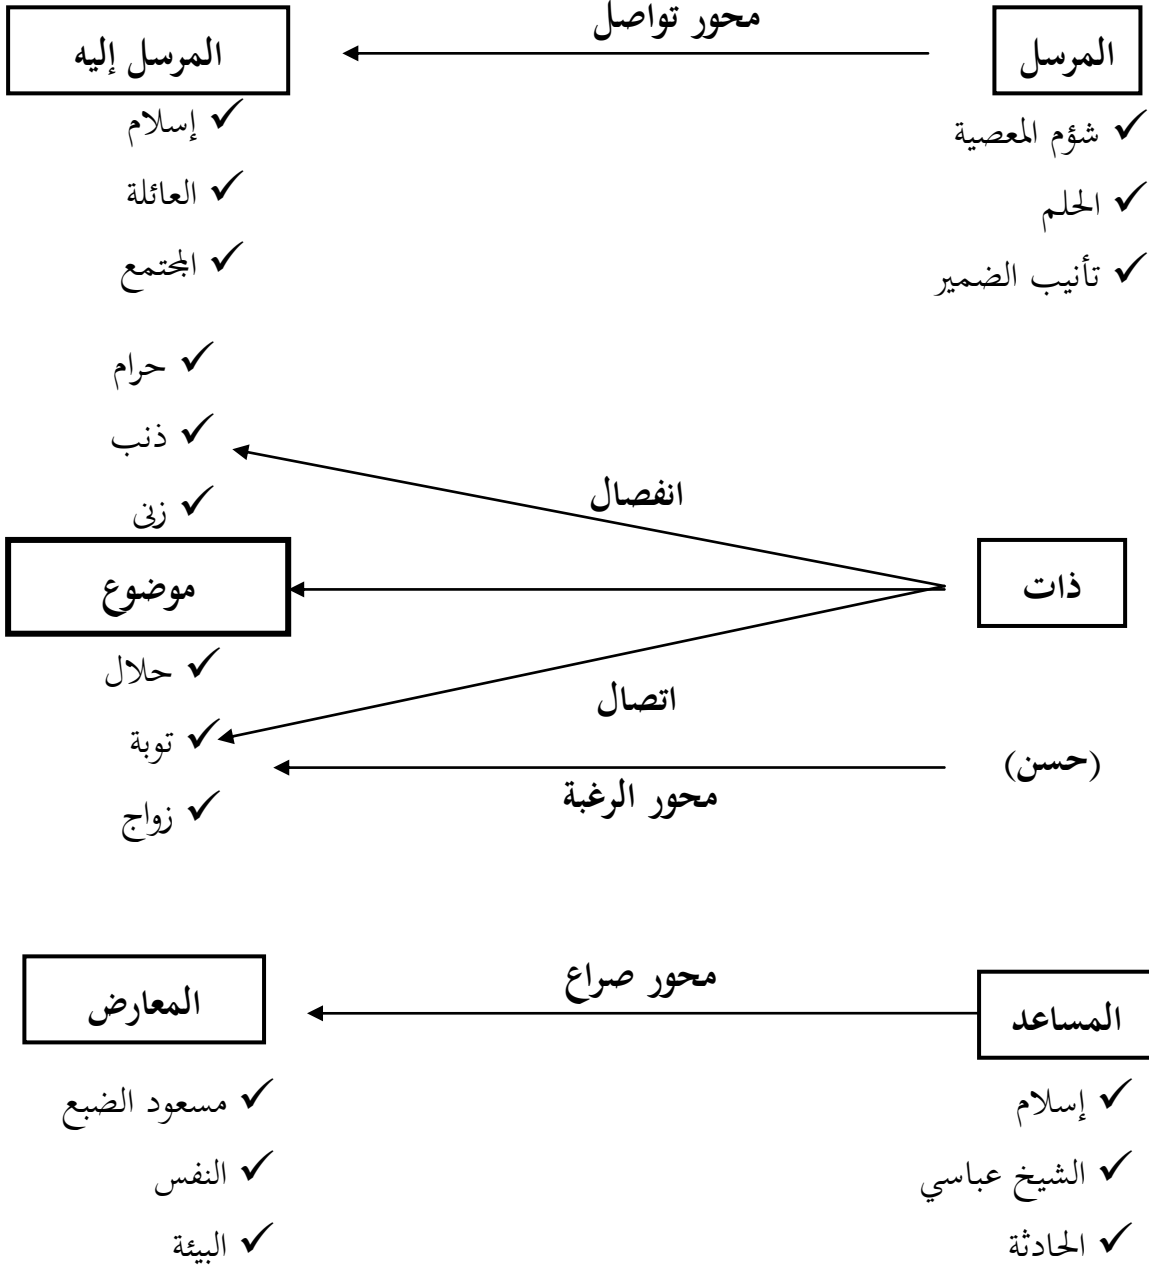 محور تواصل
المرسل
المرسل إليه
✓ شؤم المعصية
✓ الحلم
✓ تأنيب الضمير
✓ إسلام
✓ العائلة
✓ المجتمع
✓ حرام
✓ ذنب
✓ زنى
انفصال
ذات
موضوع
✓ حلال
✓ توبة
✓ زواج
اتصال
(حسن)
محور الرغبة
محور صراع
المساعد
المعارض
✓ إسلام
✓ الشيخ عباسي
✓ الحادثة
✓ مسعود الضبع
✓ النفس
✓ البيئة